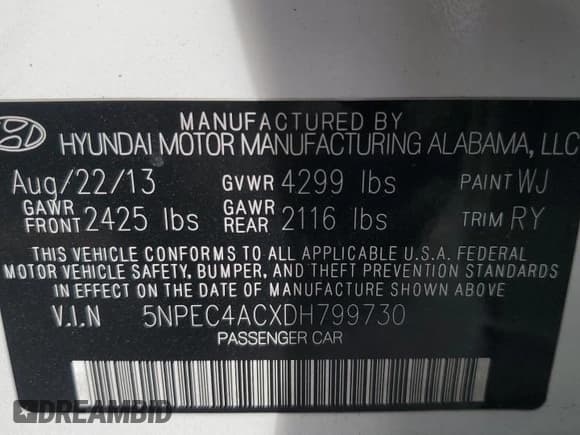 MANUFACTURED BY
HYUNDAI MOTOR MANUFACTURING ALABAMA, LLC
Aug/22/13 GVWR 4299 lbs PAINT WJ
GAWR FRONT 2425 lbs GAWR REAR 2116 lbs TRIM RY
THIS VEHICLE CONFORMS TO ALL APPLICABLE U.S.A. FEDERAL
MOTOR VEHICLE SAFETY, BUMPER, AND THEFT PREVENTION STANDARDS
IN EFFECT ON THE DATE OF MANUFACTURE SHOWN ABOVE.
V.I.N 5NPEC4ACXDH799730
PASSENGER CAR
DREAMBID